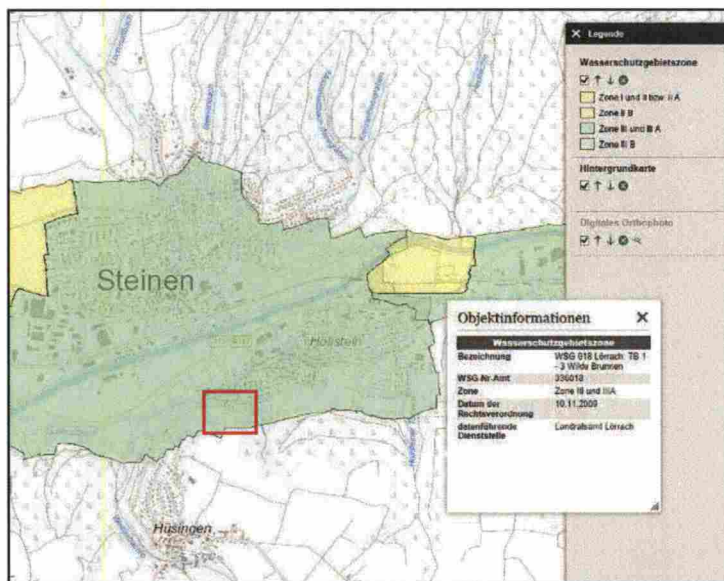 Steinen
Höllstein
Hüsingen
Legende
Wasserschutzgebietszone
Zone I und II bzw. II A
Zone II B
Zone III und III A
Zone III B
Hintergrundkarte
Digitales Orthophoto
Objektinformationen
Wasserschutzgebietszone
Bezeichnung WSG 018 Lörrach: TB 1
- 3 Wilde Brunnen
WSG-Nr-Amt 336018
Zone Zone III und IIIA
Datum der 10.11.2009
Rechtsverordnung
datenführende Landratsamt Lörrach
Dienststelle